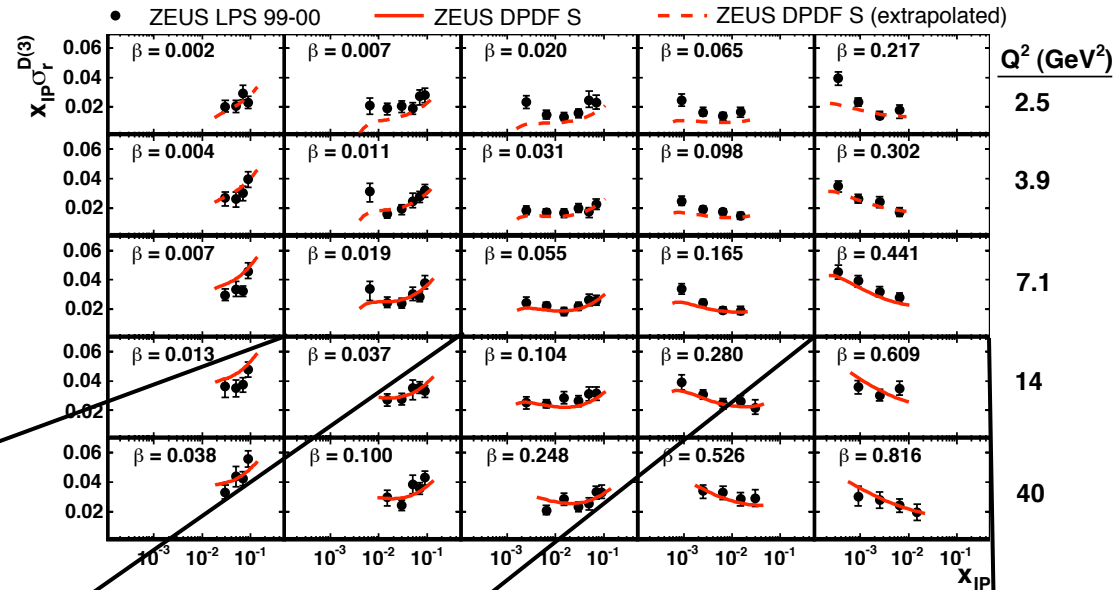 ZEUS LPS 99-00 ZEUS DPDF S ZEUS DPDF S (extrapolated)
x_IP σ_r^D(3)
Q² (GeV²)
0.06 β = 0.002 β = 0.007 β = 0.020 β = 0.065 β = 0.217
0.04
0.02 2.5
0.06 β = 0.004 β = 0.011 β = 0.031 β = 0.098 β = 0.302
0.04 3.9
0.02
0.06 β = 0.007 β = 0.019 β = 0.055 β = 0.165 β = 0.441
0.04 7.1
0.02
0.06 β = 0.013 β = 0.037 β = 0.104 β = 0.280 β = 0.609
0.04 14
0.02
0.06 β = 0.038 β = 0.100 β = 0.248 β = 0.526 β = 0.816
0.04 40
0.02
10⁻³ 10⁻² 10⁻¹ 10⁻³ 10⁻² 10⁻¹ 10⁻³ 10⁻² 10⁻¹ 10⁻³ 10⁻² 10⁻¹ 10⁻³ 10⁻² 10⁻¹
x_IP